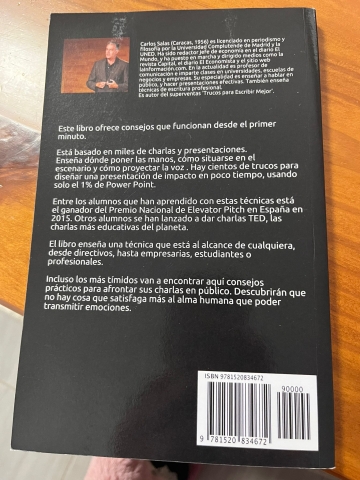 Carlos Salas (Caracas, 1956) es licenciado en periodismo y
filosofía por la Universidad Complutense de Madrid y la
UNED. Ha sido redactor jefe de economía en el diario El
Mundo, y ha puesto en marcha y dirigido medios como la
revista Capital, el diario El Economista y el sitio web
lainformacion.com. En la actualidad es profesor de
comunicación e imparte clases en universidades, escuelas de
negocios y empresas. Su especialidad es enseñar a hablar en
público, y hacer presentaciones efectivas. También enseña
técnicas de escritura profesional.
Es autor del superventas 'Trucos para Escribir Mejor'.
Este libro ofrece consejos que funcionan desde el primer
minuto.
Está basado en miles de charlas y presentaciones.
Enseña dónde poner las manos, cómo situarse en el
escenario y cómo proyectar la voz . Hay cientos de trucos para
diseñar una presentación de impacto en poco tiempo, usando
solo el 1% de Power Point.
Entre los alumnos que han aprendido con estas técnicas está
el ganador del Premio Nacional de Elevator Pitch en España en
2015. Otros alumnos se han lanzado a dar charlas TED, las
charlas más educativas del planeta.
El libro enseña una técnica que está al alcance de cualquiera,
desde directivos, hasta empresarias, estudiantes o
profesionales.
Incluso los más tímidos van a encontrar aquí consejos
prácticos para afrontar sus charlas en público. Descubrirán que
no hay cosa que satisfaga más al alma humana que poder
transmitir emociones.
ISBN 9781520834672
90000
9 781520 834672